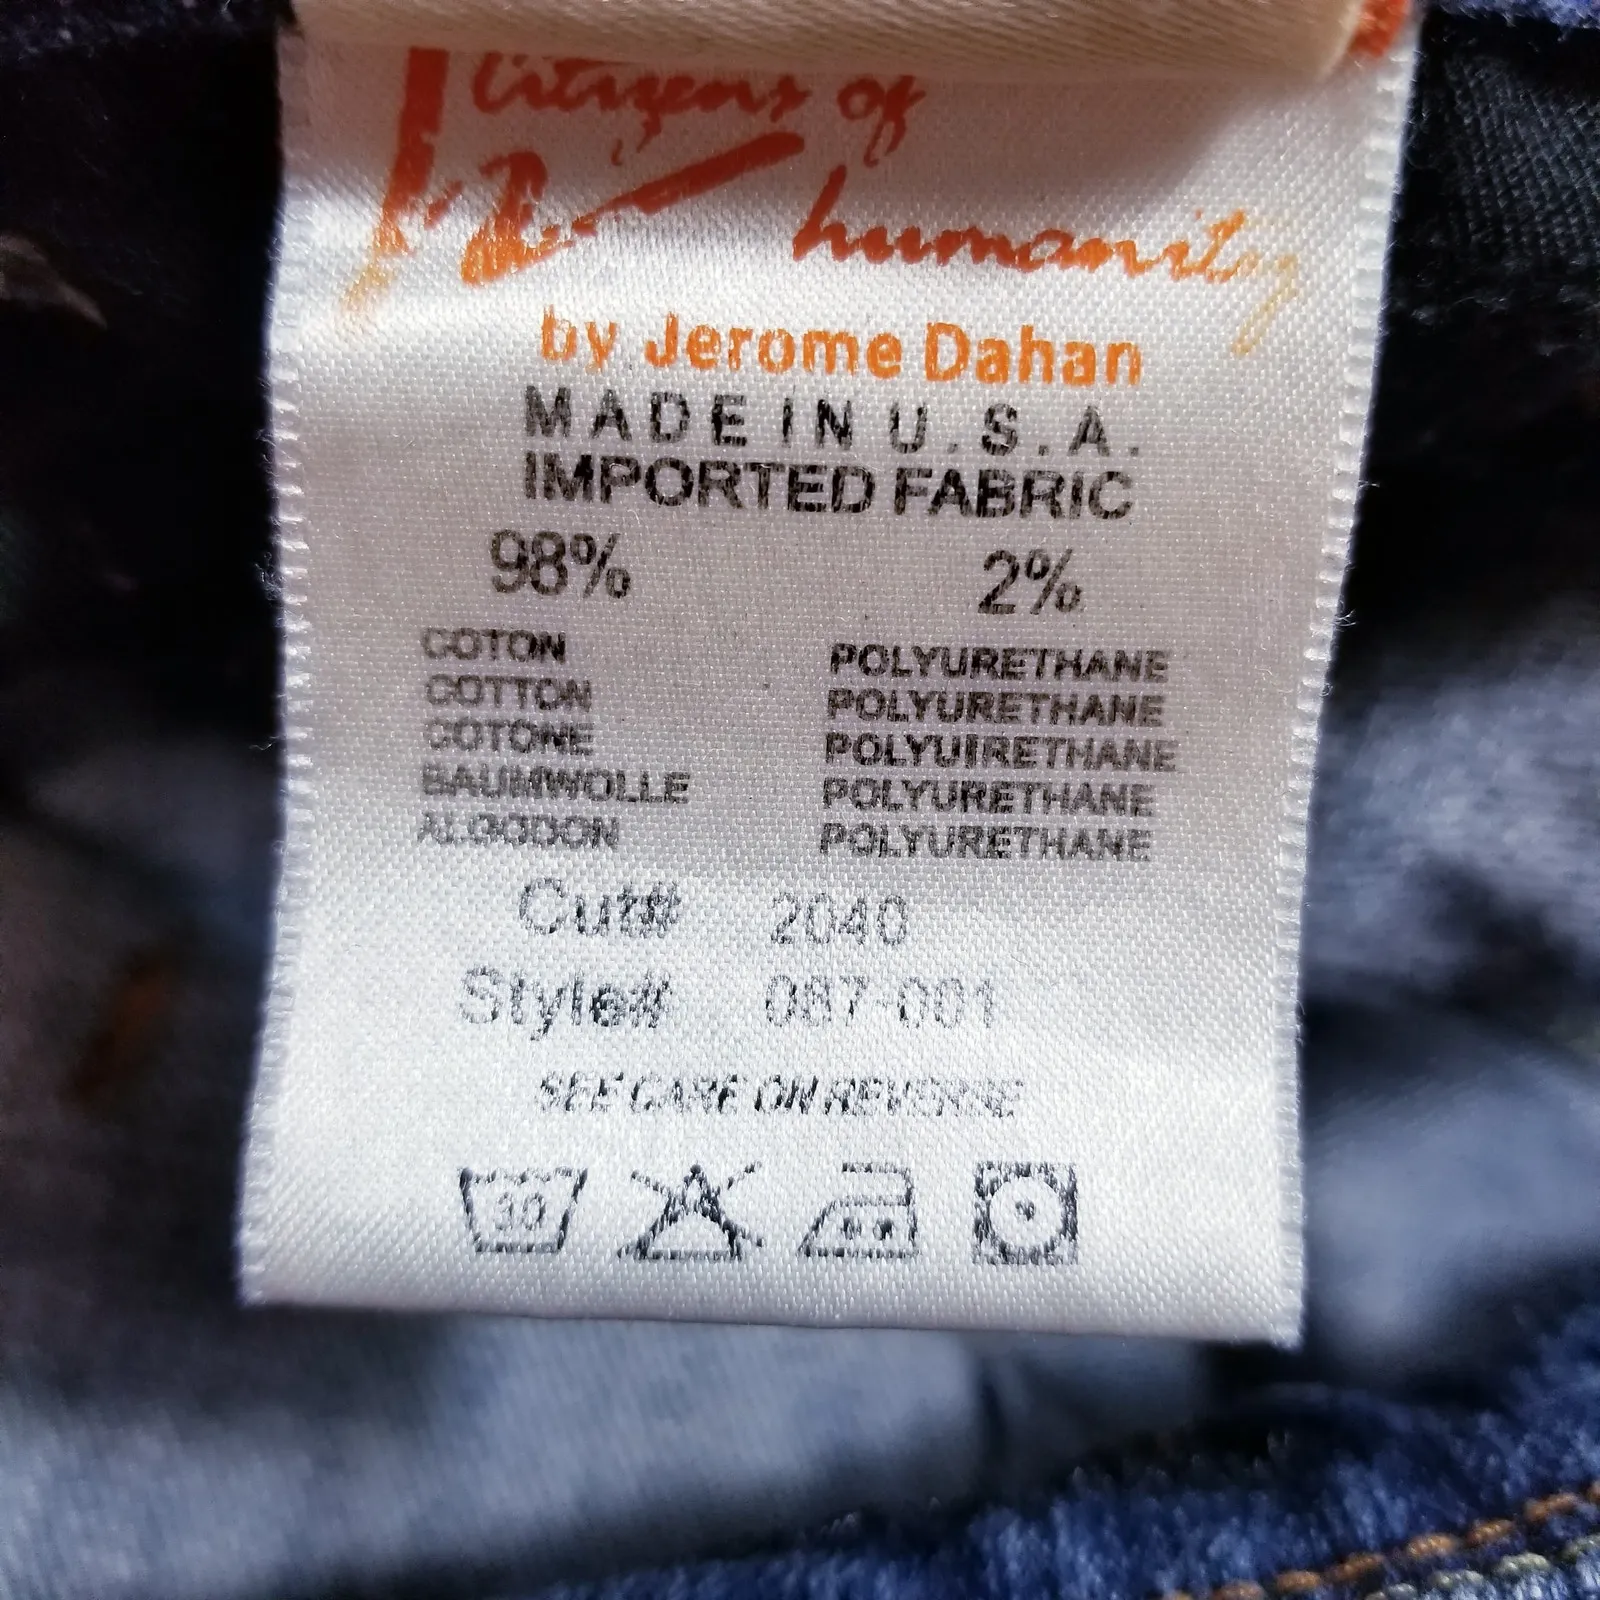 Citizens of
humanity
by Jerome Dahan
MADE IN U.S.A.
IMPORTED FABRIC
98% 2%
COTON POLYURETHANE
COTTON POLYURETHANE
COTONE POLYUIRETHANE
BAUMWOLLE POLYURETHANE
ALGODON POLYURETHANE
Cut# 2040
Style# 087-001
SEE CARE ON REVERSE
30